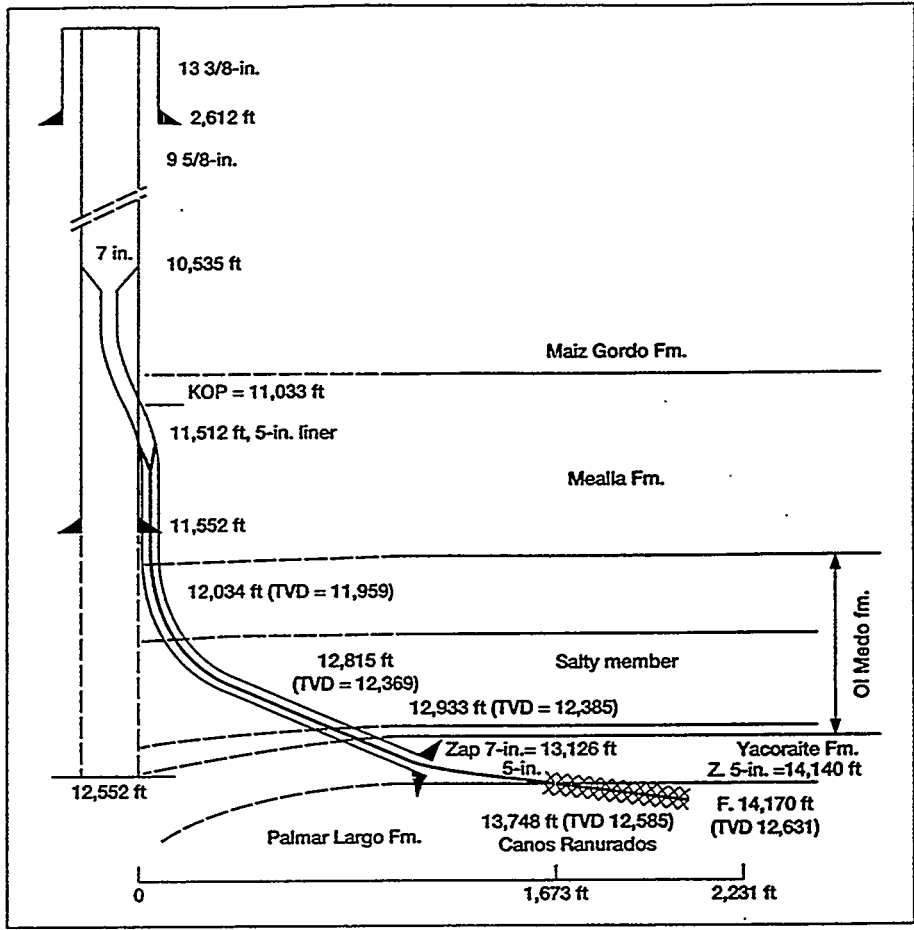 13 3/8-in.
2,612 ft
9 5/8-in.
7 in.
10,535 ft
Maiz Gordo Fm.
KOP = 11,033 ft
11,512 ft, 5-in. liner
Mealla Fm.
11,552 ft
12,034 ft (TVD = 11,959)
12,815 ft
(TVD = 12,369)
Salty member
Ol Medo fm.
12,933 ft (TVD = 12,385)
Zap 7-in.= 13,126 ft
5-in.
Yacoraite Fm.
Z. 5-in. =14,140 ft
12,552 ft
F. 14,170 ft
(TVD 12,631)
13,748 ft (TVD 12,585)
Canos Ranurados
Palmar Largo Fm.
0
1,673 ft
2,231 ft